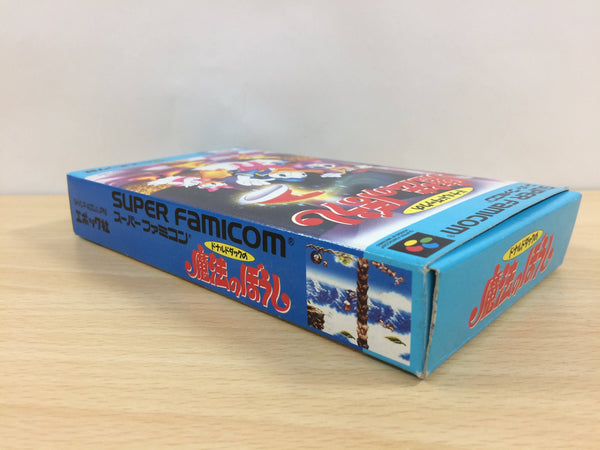 SUPER FAMICOM®
スーパーファミコン®
エポック社
ドナルドダックの
魔法のぼうし
ドナルドダックの
魔法のぼうし
SUPER FAMICOM
ドナルドダックの
魔法のぼうし